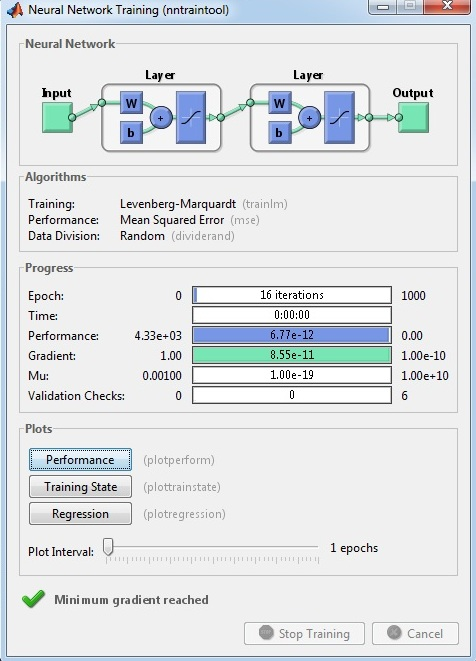 Neural Network Training (nntraintool)
Neural Network
Layer Layer
Input Output
W W
b + b +
Algorithms
Training: Levenberg-Marquardt (trainlm)
Performance: Mean Squared Error (mse)
Data Division: Random (dividerand)
Progress
Epoch: 0 16 iterations 1000
Time: 0:00:00
Performance: 4.33e+03 6.77e-12 0.00
Gradient: 1.00 8.55e-11 1.00e-10
Mu: 0.00100 1.00e-19 1.00e+10
Validation Checks: 0 0 6
Plots
Performance (plotperform)
Training State (plottrainstate)
Regression (plotregression)
Plot Interval: 1 epochs
Minimum gradient reached
Stop Training Cancel